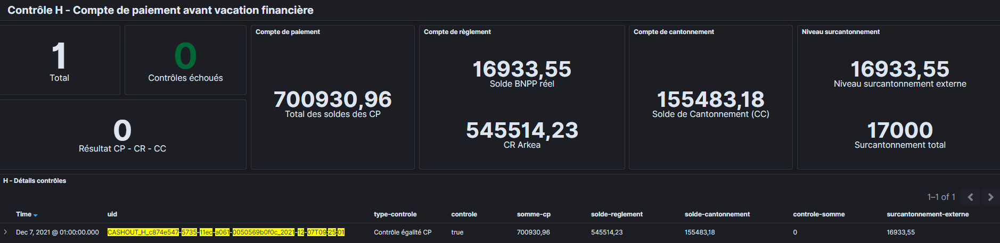 Contrôle H - Compte de paiement avant vacation financière
1
Total
0
Contrôles échoués
0
Résultat CP - CR - CC
Compte de paiement
700930,96
Total des soldes des CP
Compte de règlement
16933,55
Solde BNPP réel
545514,23
CR Arkea
Compte de cantonnement
155483,18
Solde de Cantonnement (CC)
Niveau surcantonnement
16933,55
Niveau surcantonnement externe
17000
Surcantonnement total
H - Détails contrôles
1–1 of 1
Time uid type-controle controle somme-cp solde-reglement solde-cantonnement controle-somme surcantonnement-externe
Dec 7, 2021 @ 01:00:00.000 CASHOUT_H_c874e547-5735-11ec-a061-0050569b0f0c_2021-12-07T09:25:01 Contrôle égalité CP true 700930,96 545514,23 155483,18 0 16933,55